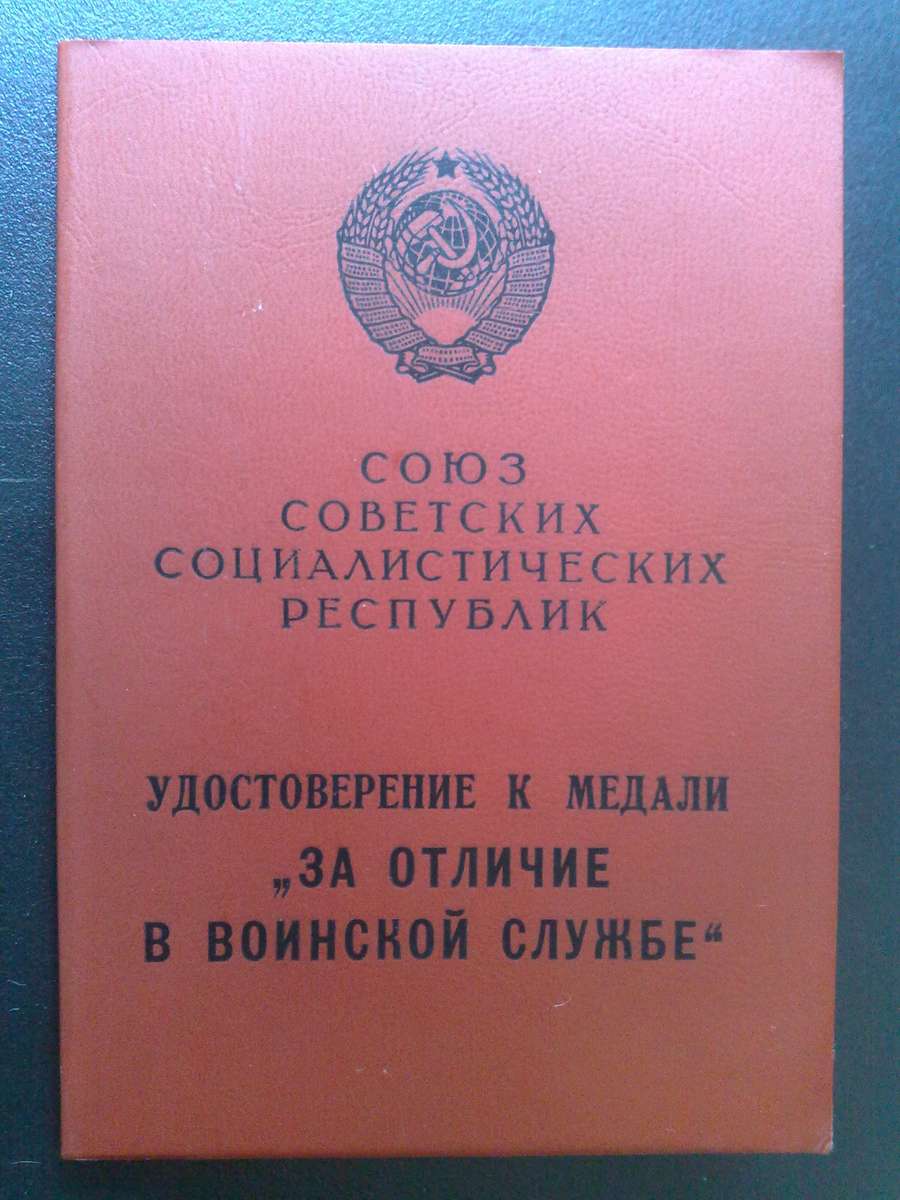 СОЮЗ
СОВЕТСКИХ
СОЦИАЛИСТИЧЕСКИХ
РЕСПУБЛИК
УДОСТОВЕРЕНИЕ К МЕДАЛИ
„ЗА ОТЛИЧИЕ
В ВОИНСКОЙ СЛУЖБЕ“